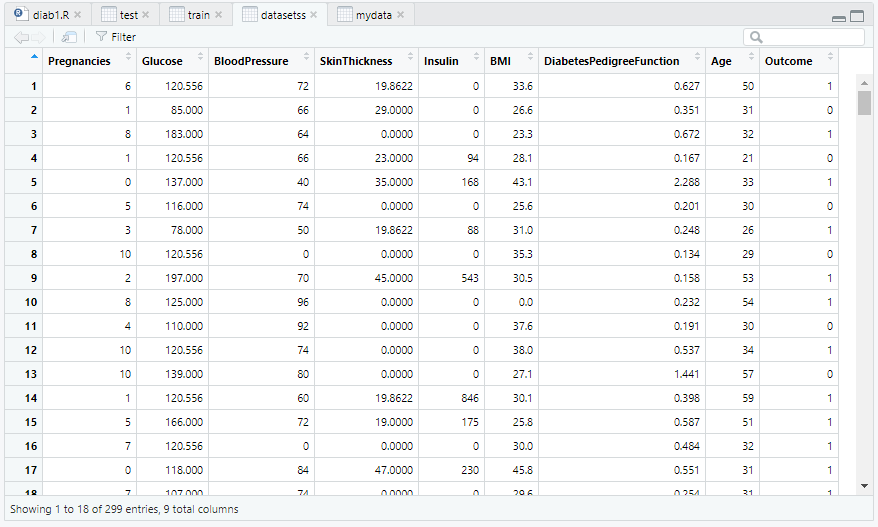 diab1.R test train datasetss mydata
Filter
Pregnancies Glucose BloodPressure SkinThickness Insulin BMI DiabetesPedigreeFunction Age Outcome
1 6 120.556 72 19.8622 0 33.6 0.627 50 1
2 1 85.000 66 29.0000 0 26.6 0.351 31 0
3 8 183.000 64 0.0000 0 23.3 0.672 32 1
4 1 120.556 66 23.0000 94 28.1 0.167 21 0
5 0 137.000 40 35.0000 168 43.1 2.288 33 1
6 5 116.000 74 0.0000 0 25.6 0.201 30 0
7 3 78.000 50 19.8622 88 31.0 0.248 26 1
8 10 120.556 0 0.0000 0 35.3 0.134 29 0
9 2 197.000 70 45.0000 543 30.5 0.158 53 1
10 8 125.000 96 0.0000 0 0.0 0.232 54 1
11 4 110.000 92 0.0000 0 37.6 0.191 30 0
12 10 120.556 74 0.0000 0 38.0 0.537 34 1
13 10 139.000 80 0.0000 0 27.1 1.441 57 0
14 1 120.556 60 19.8622 846 30.1 0.398 59 1
15 5 166.000 72 19.0000 175 25.8 0.587 51 1
16 7 120.556 0 0.0000 0 30.0 0.484 32 1
17 0 118.000 84 47.0000 230 45.8 0.551 31 1
18 7 107.000 74 0.0000 0 29.6 0.254 31 1
Showing 1 to 18 of 299 entries, 9 total columns